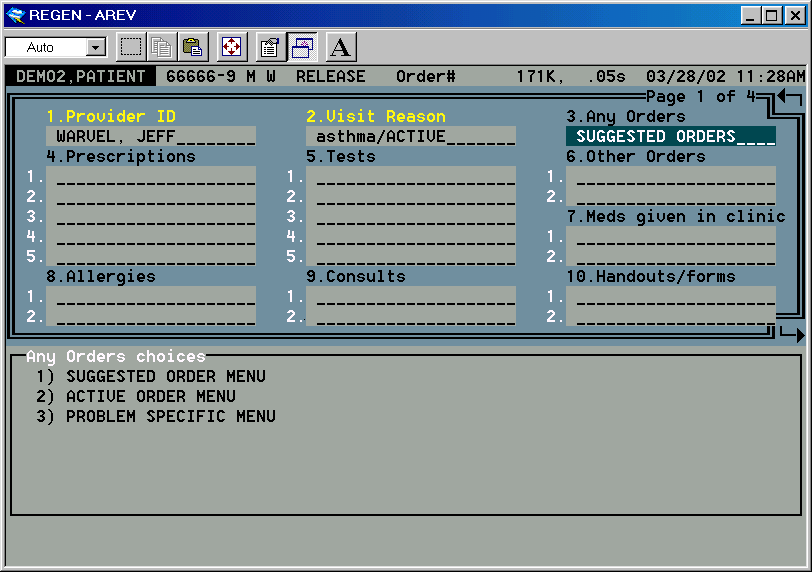 REGEN - AREV
Auto
A
DEMO2,PATIENT 66666-9 M W RELEASE Order# 171K, .05s 03/28/02 11:28AM
Page 1 of 4
1.Provider ID 2.Visit Reason 3.Any Orders
WARVEL, JEFF________ asthma/ACTIVE_______ SUGGESTED ORDERS____
4.Prescriptions 5.Tests 6.Other Orders
1. ____________________ 1. ____________________ 1. ____________________
2. ____________________ 2. ____________________ 2. ____________________
3. ____________________ 3. ____________________ 7.Meds given in clinic
4. ____________________ 4. ____________________ 1. ____________________
5. ____________________ 5. ____________________ 2. ____________________
8.Allergies 9.Consults 10.Handouts/forms
1. ____________________ 1. ____________________ 1. ____________________
2. ____________________ 2. ____________________ 2. ____________________
Any Orders choices
1) SUGGESTED ORDER MENU
2) ACTIVE ORDER MENU
3) PROBLEM SPECIFIC MENU